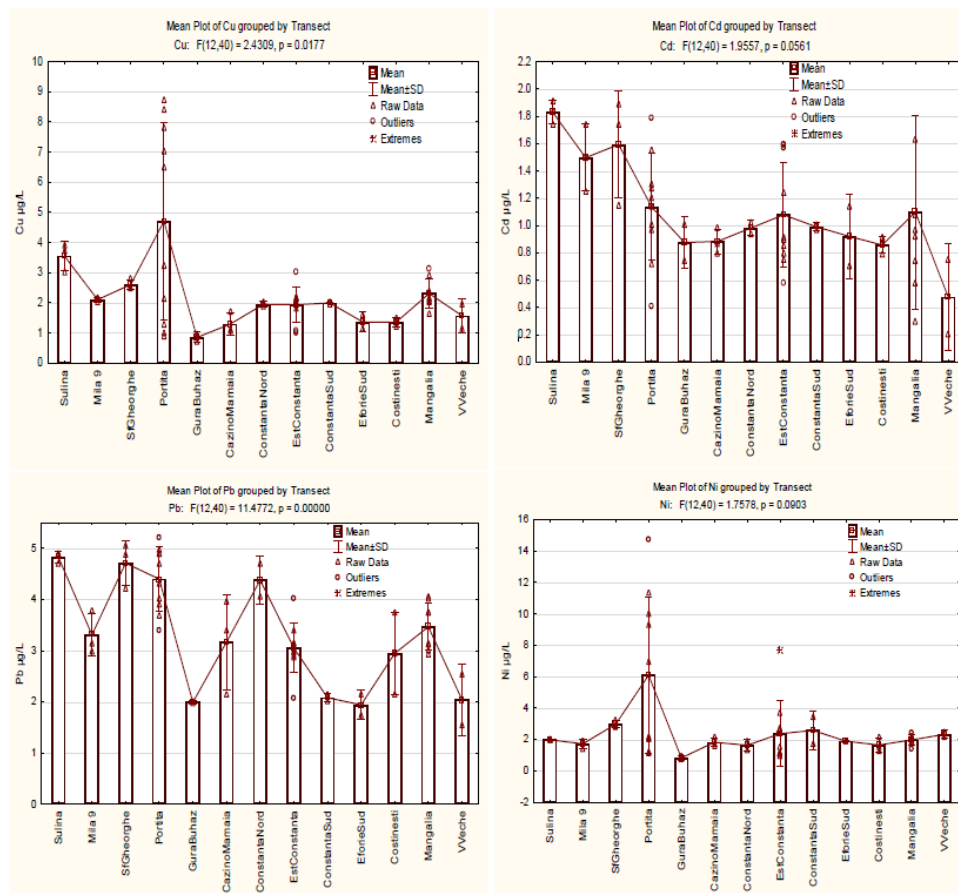 Mean Plot of Cu grouped by Transect
Cu: F(12,40) = 2.4309, p = 0.0177
Mean
Mean±SD
Raw Data
Outliers
Extremes
Cu µg/L
10
9
8
7
6
5
4
3
2
1
0
Sulina
Mila 9
SfGheorghe
Portita
GuraBuhaz
CazinoMamaia
ConstantaNord
EstConstanta
ConstantaSud
EforieSud
Costinesti
Mangalia
VVeche
Mean Plot of Cd grouped by Transect
Cd: F(12,40) = 1.9557, p = 0.0561
Mean
Mean±SD
Raw Data
Outliers
Extremes
Cd µg/L
2.2
2.0
1.8
1.6
1.4
1.2
1.0
0.8
0.6
0.4
0.2
0.0
Sulina
Mila 9
SfGheorghe
Portita
GuraBuhaz
CazinoMamaia
ConstantaNord
EstConstanta
ConstantaSud
EforieSud
Costinesti
Mangalia
VVeche
Mean Plot of Pb grouped by Transect
Pb: F(12,40) = 11.4772, p = 0.00000
Mean
Mean±SD
Raw Data
Outliers
Extremes
Pb µg/L
5
4
3
2
1
0
Sulina
Mila 9
SfGheorghe
Portita
GuraBuhaz
CazinoMamaia
ConstantaNord
EstConstanta
ConstantaSud
EforieSud
Costinesti
Mangalia
VVeche
Mean Plot of Ni grouped by Transect
Ni: F(12,40) = 1.7578, p = 0.0903
Mean
Mean±SD
Raw Data
Outliers
Extremes
Ni µg/L
16
14
12
10
8
6
4
2
0
-2
Sulina
Mila 9
SfGheorghe
Portita
GuraBuhaz
CazinoMamaia
ConstantaNord
EstConstanta
ConstantaSud
EforieSud
Costinesti
Mangalia
VVeche